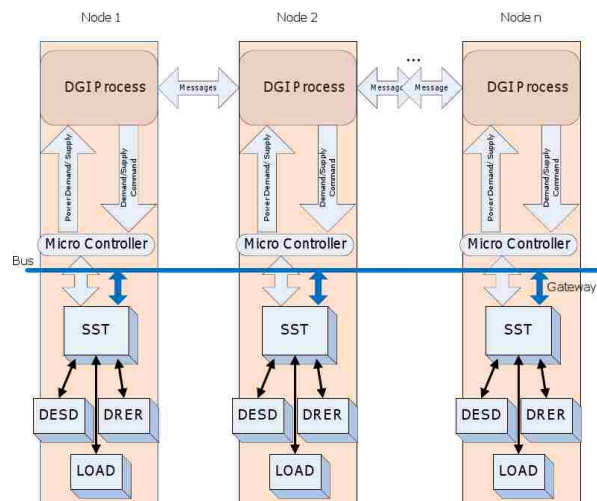 Node 1
Node 2
Node n
...
DGI Process
DGI Process
DGI Process
Messages
Messages
Message
Power Demand/ Supply
Demand/Supply
Command
Power Demand/ Supply
Demand/Supply
Command
Power Demand/ Supply
Demand/Supply
Command
Micro Controller
Micro Controller
Micro Controller
Bus
Gateway
SST
SST
SST
DESD
DRER
DESD
DRER
DESD
DRER
LOAD
LOAD
LOAD